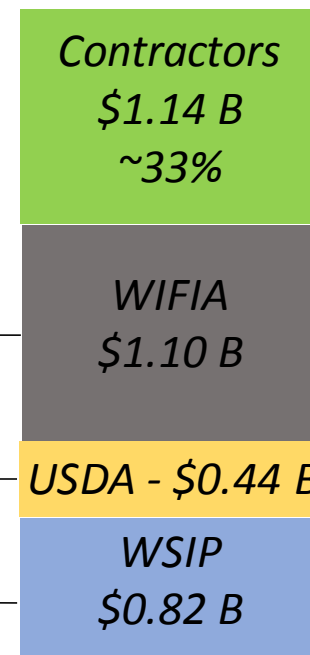 Contractors
$1.14 B
~33%
WIFIA
$1.10 B
USDA - $0.44 B
WSIP
$0.82 B